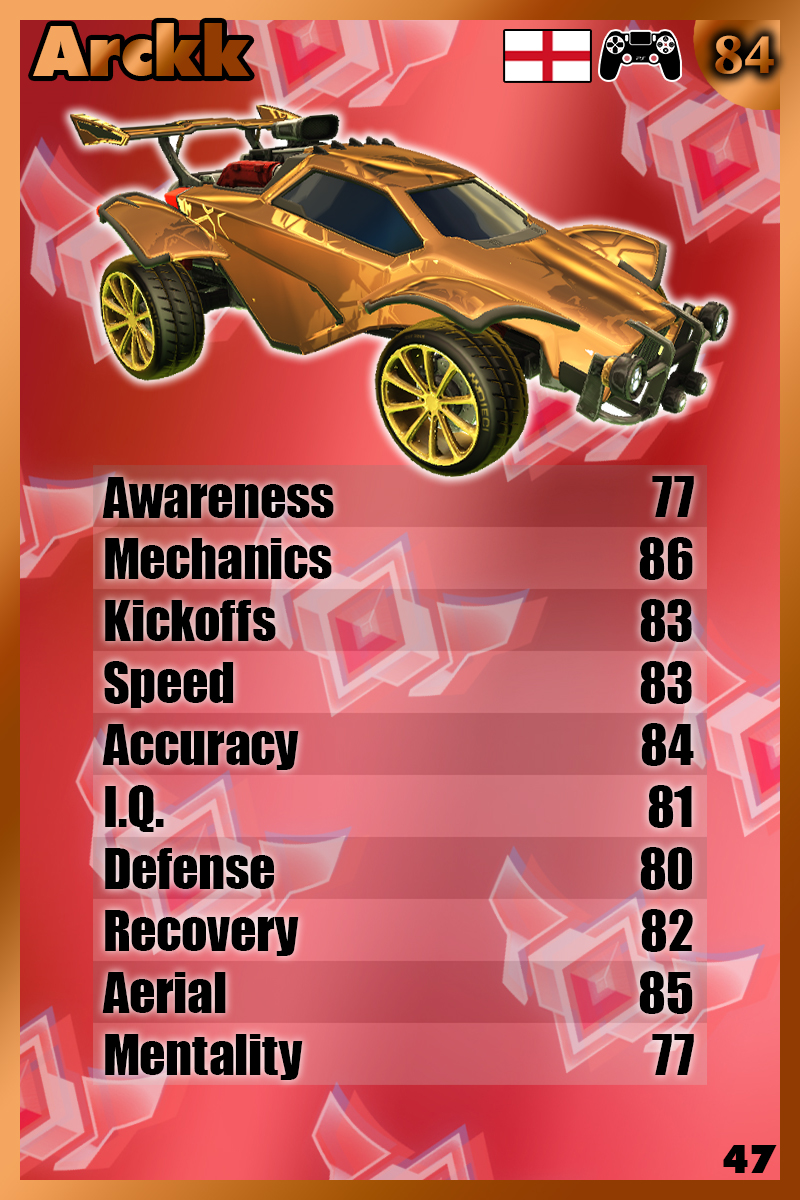 Arckk
84
Awareness 77
Mechanics 86
Kickoffs 83
Speed 83
Accuracy 84
I.Q. 81
Defense 80
Recovery 82
Aerial 85
Mentality 77
47